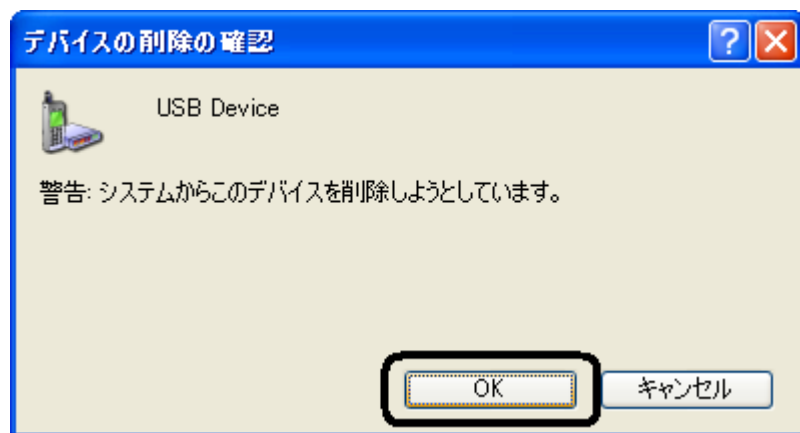 デバイスの削除の確認
USB Device
警告: システムからこのデバイスを削除しようとしています。
OK
キャンセル